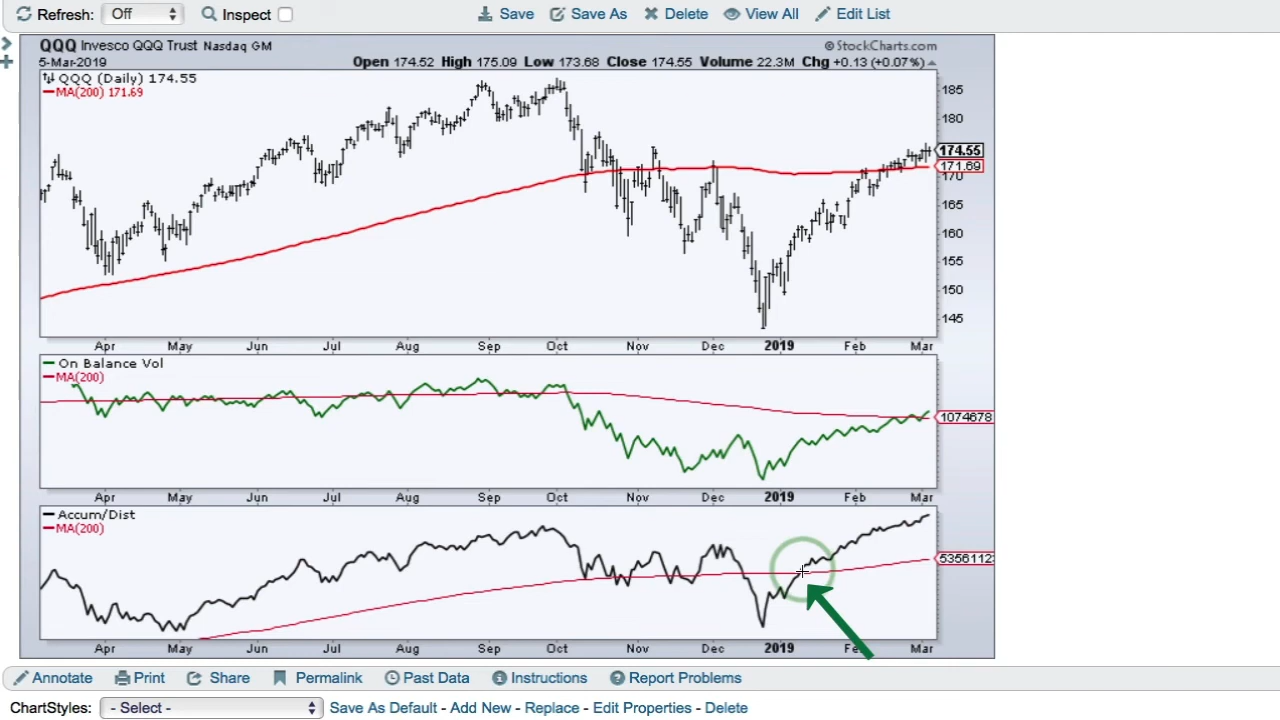 Refresh: Off Inspect Save Save As Delete View All Edit List
QQQ Invesco QQQ Trust Nasdaq GM ©StockCharts.com
5-Mar-2019 Open 174.52 High 175.09 Low 173.68 Close 174.55 Volume 22.3M Chg +0.13 (+0.07%)
QQQ (Daily) 174.55
MA(200) 171.69
185
180
174.55
171.69
170
165
160
155
150
145
Apr May Jun Jul Aug Sep Oct Nov Dec 2019 Feb Mar
On Balance Vol
MA(200)
1074678
Apr May Jun Jul Aug Sep Oct Nov Dec 2019 Feb Mar
Accum/Dist
MA(200)
53561123
Apr May Jun Jul Aug Sep Oct Nov Dec 2019 Feb Mar
Annotate Print Share Permalink Past Data Instructions Report Problems
ChartStyles: - Select - Save As Default - Add New - Replace - Edit Properties - Delete